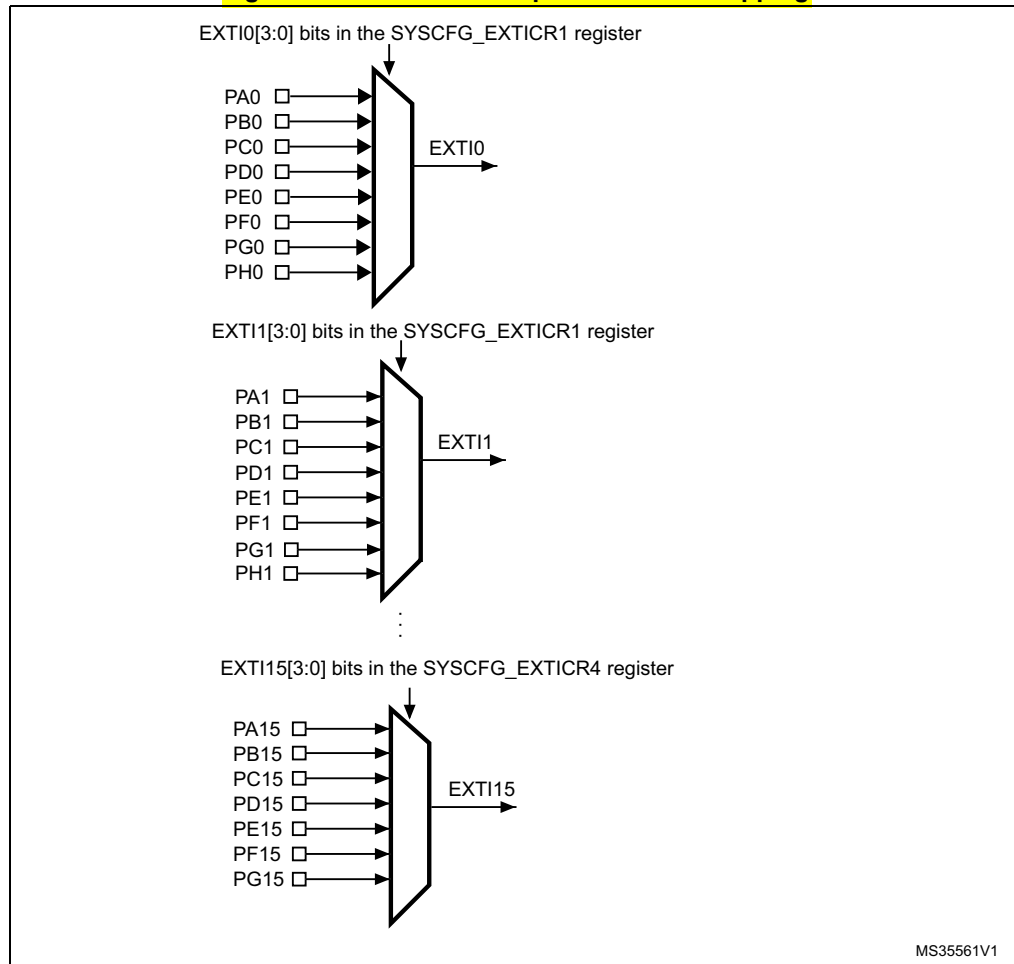 EXTI0[3:0] bits in the SYSCFG_EXTICR1 register
PA0
PB0
PC0
EXTI0
PD0
PE0
PF0
PG0
PH0
EXTI1[3:0] bits in the SYSCFG_EXTICR1 register
PA1
PB1
PC1
EXTI1
PD1
PE1
PF1
PG1
PH1
EXTI15[3:0] bits in the SYSCFG_EXTICR4 register
PA15
PB15
PC15
EXTI15
PD15
PE15
PF15
PG15
MS35561V1